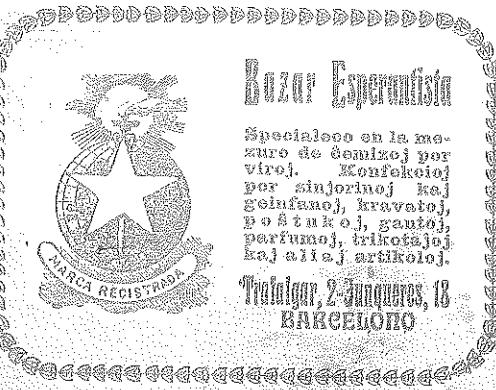 MARCA REGISTRADA
Bazar Esperantista
Specialeco en la me-
zuro de ĉemizoj por
viroj. Konfekcioj
por sinjorinoj kaj
geinfanoj, kravatoj,
poŝtukoj, gantoj,
parfumoj, trikotaĵoj
kaj aliaj artikoloj.
Trafalgar, 2-Junqueras, 18
BARCELONO